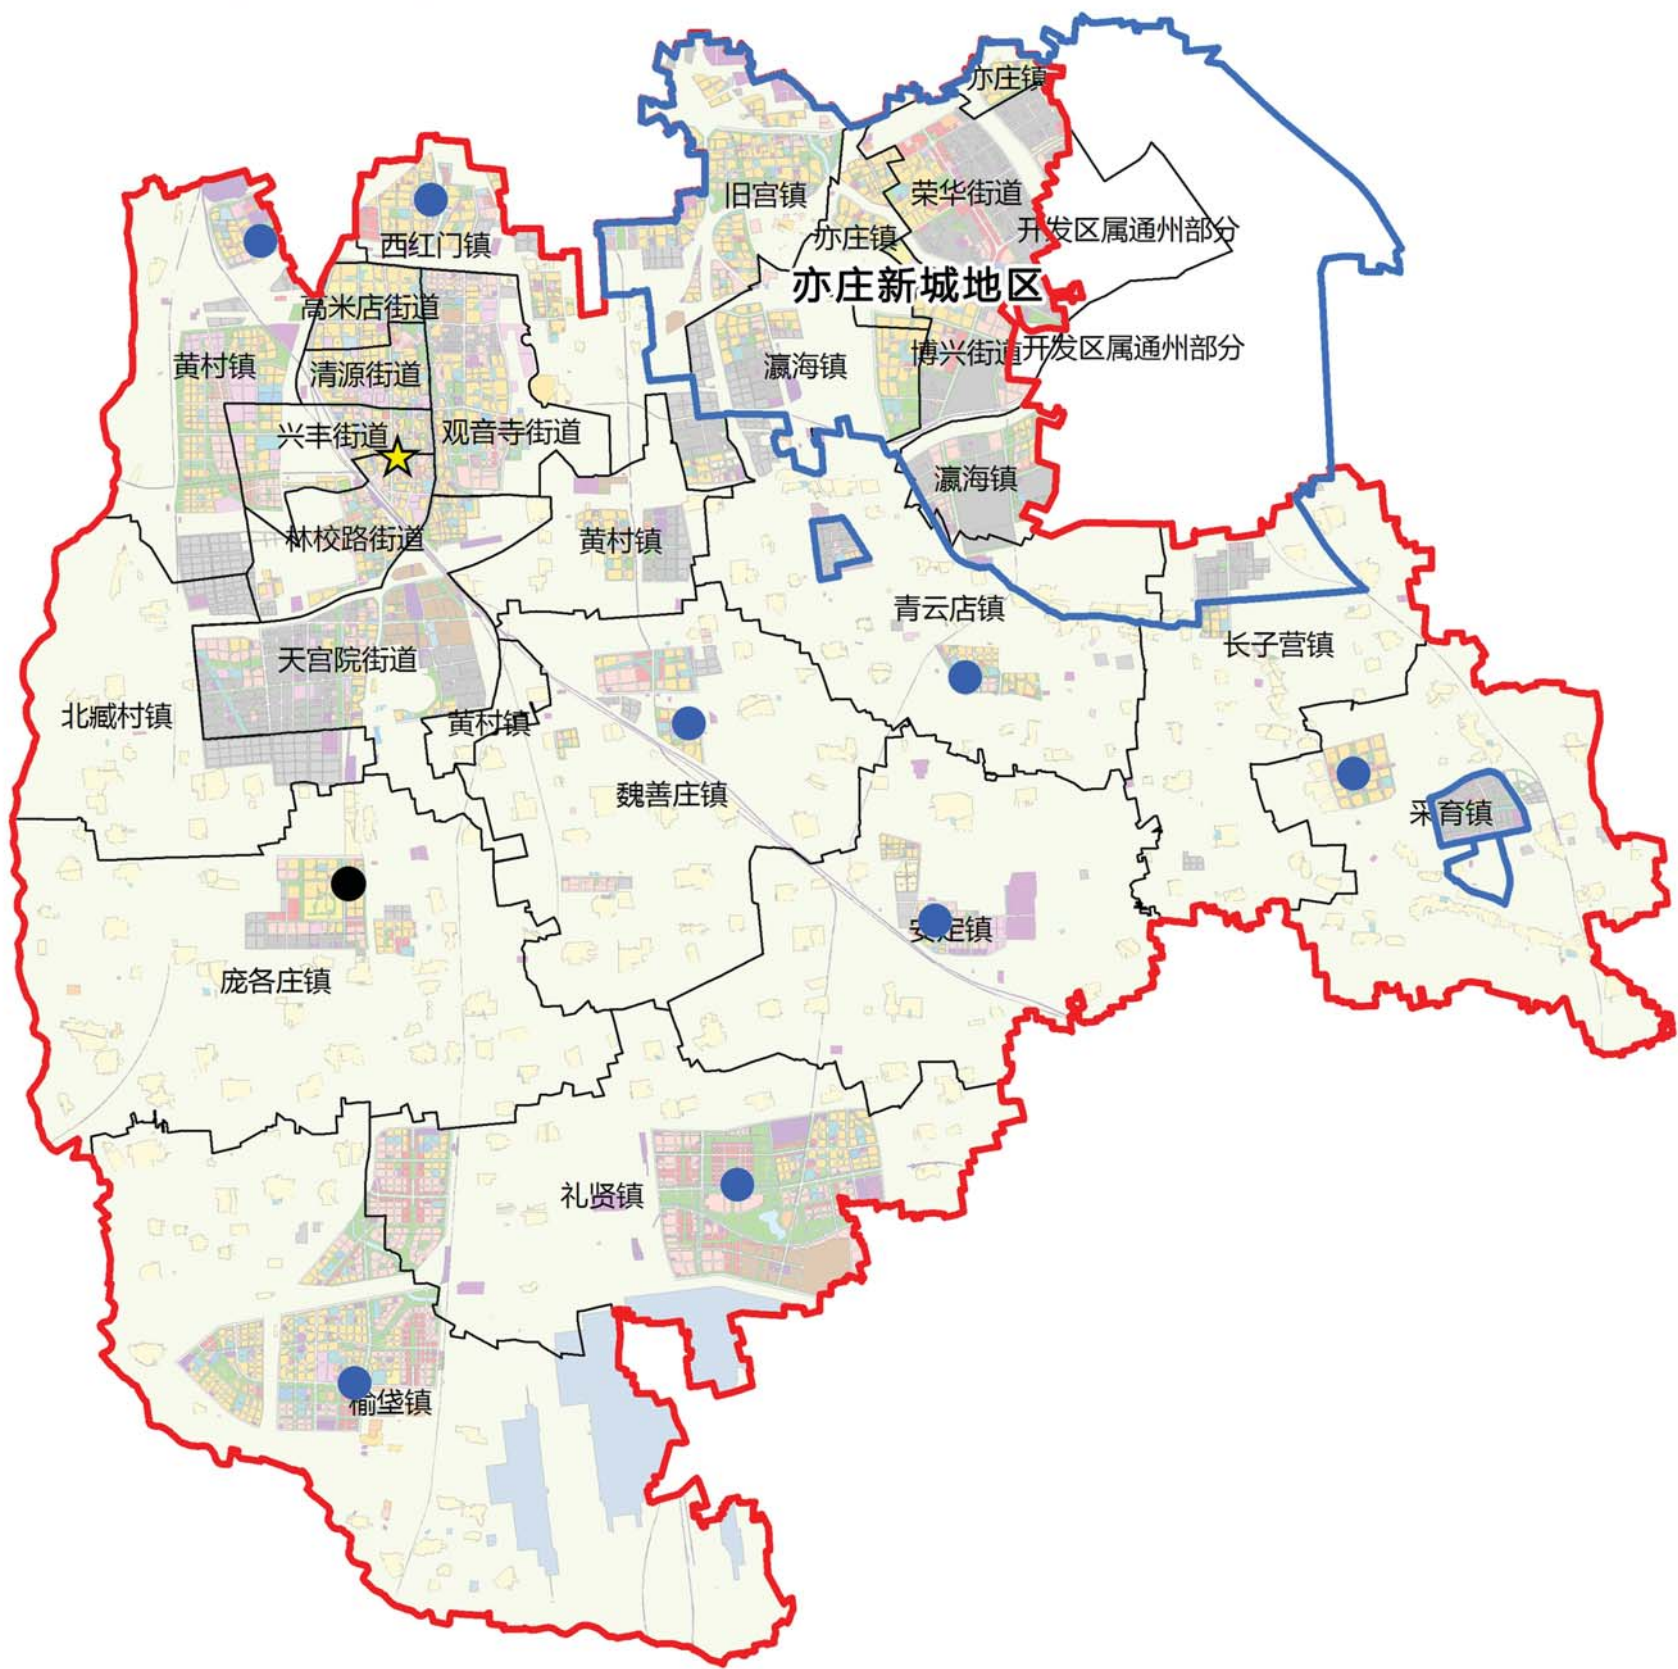 亦庄镇
旧宫镇
荣华街道
开发区属通州部分
西红门镇
亦庄镇
亦庄新城地区
高米店街道
开发区属通州部分
博兴街道
黄村镇
清源街道
瀛海镇
兴丰街道
观音寺街道
瀛海镇
林校路街道
黄村镇
青云店镇
长子营镇
天宫院街道
北臧村镇
黄村镇
魏善庄镇
采育镇
安定镇
庞各庄镇
礼贤镇
榆垡镇